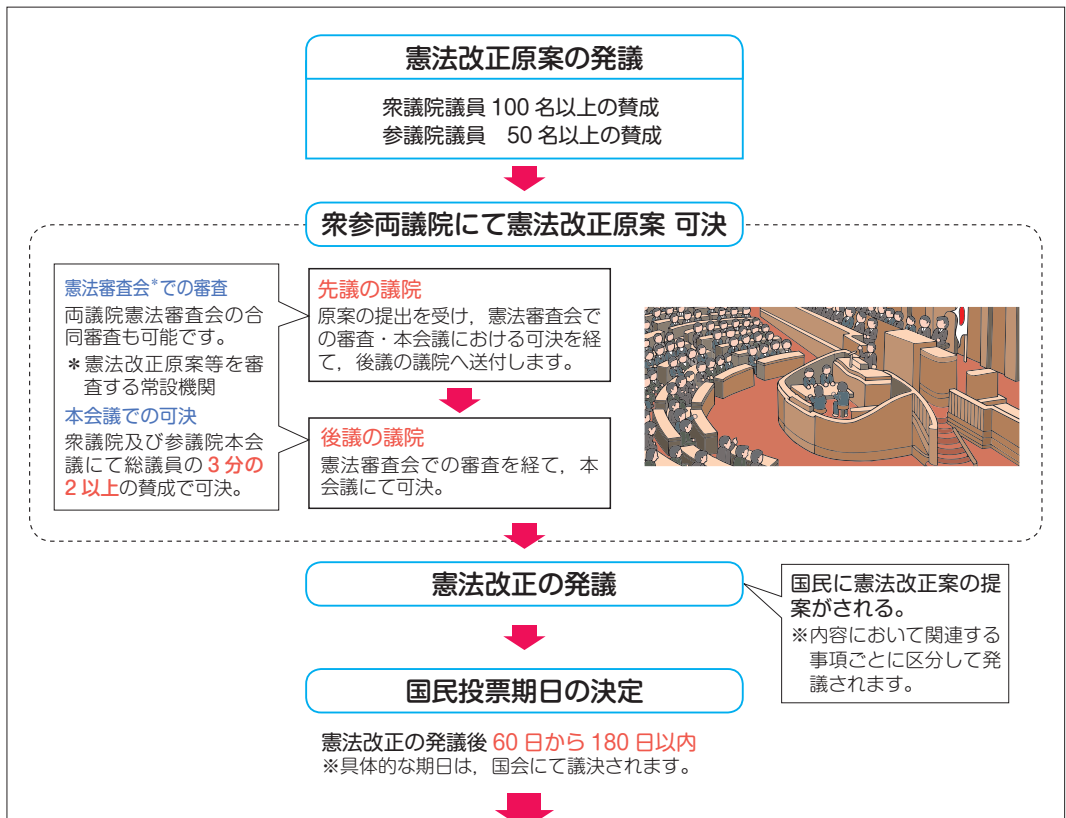 憲法改正原案の発議
衆議院議員 100 名以上の賛成
参議院議員　50 名以上の賛成
衆参両議院にて憲法改正原案 可決
憲法審査会*での審査
両議院憲法審査会の合
同審査も可能です。
*憲法改正原案等を審
査する常設機関
本会議での可決
衆議院及び参議院本会
議にて総議員の 3 分の
2 以上の賛成で可決。
先議の議院
原案の提出を受け，憲法審査会で
の審査・本会議における可決を経
て，後議の議院へ送付します。
後議の議院
憲法審査会での審査を経て，本
会議にて可決。
憲法改正の発議
国民に憲法改正案の提
案がされる。
※内容において関連する
事項ごとに区分して発
議されます。
国民投票期日の決定
憲法改正の発議後 60 日から 180 日以内
※具体的な期日は，国会にて議決されます。